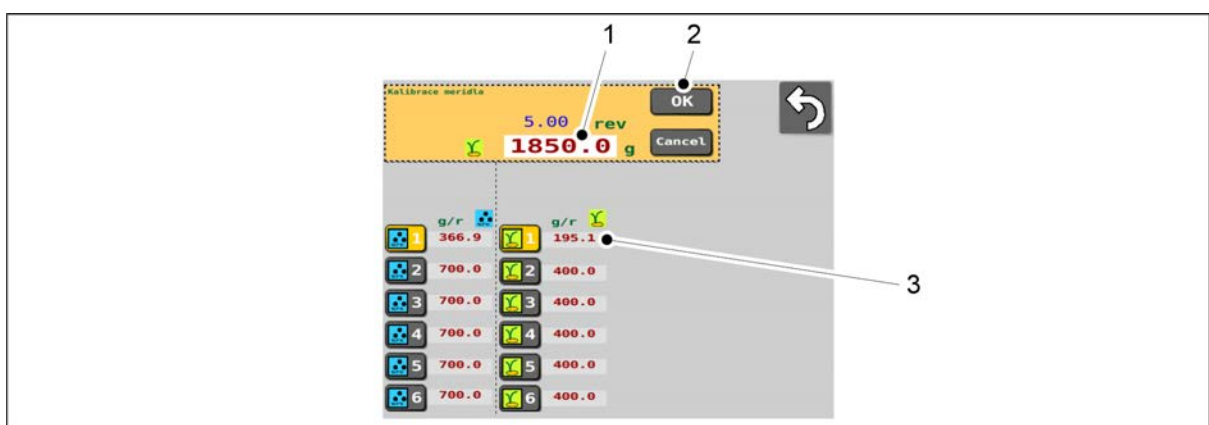 1 2
Kalibrace meridla
OK
5.00 rev
1850.0 g Cancel
g/r g/r
1 366.9 1 195.1
3
2 700.0 2 400.0
3 700.0 3 400.0
4 700.0 4 400.0
5 700.0 5 400.0
6 700.0 6 400.0